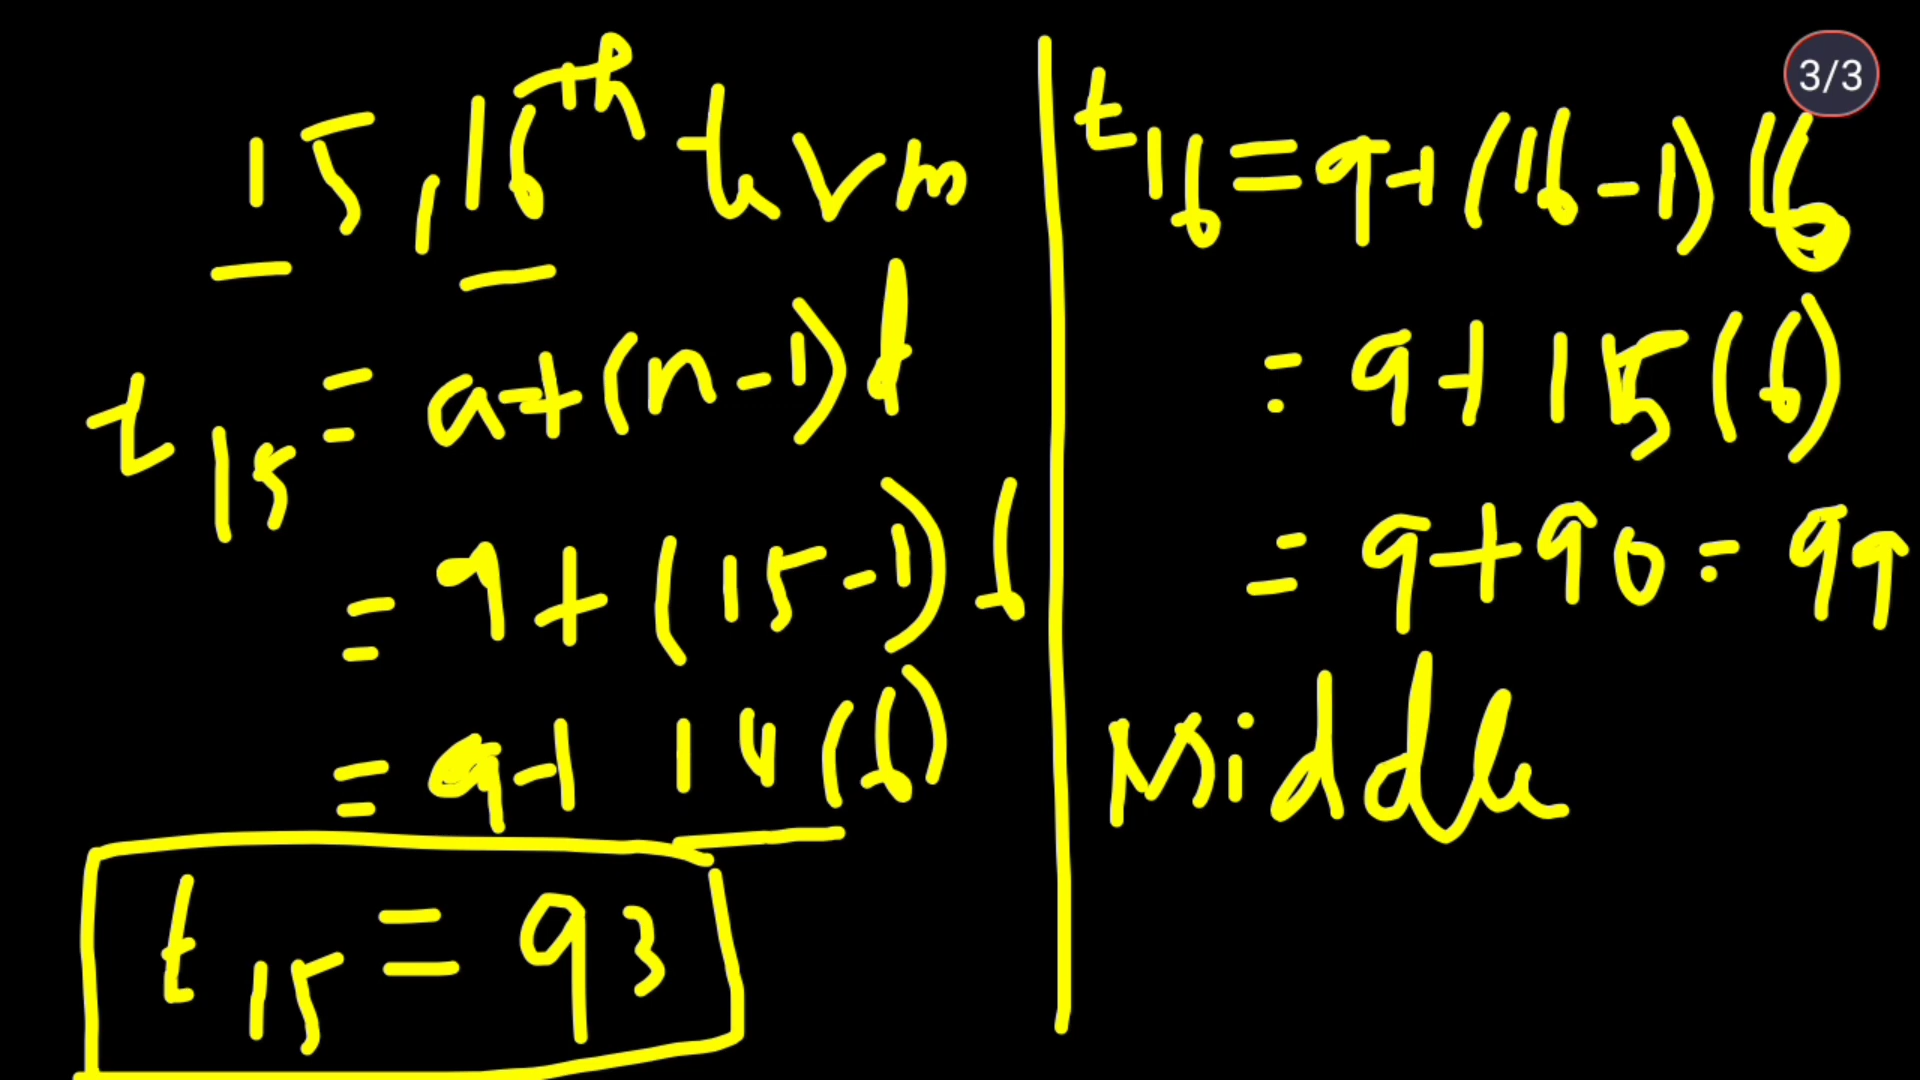 15, 16th term
t15 = a+(n-1)d
= 9+(15-1)6
= 9+14(6)
t15 = 93
3/3
t16 = 9+(16-1)6
= 9+15(6)
= 9+90 = 99
Middle